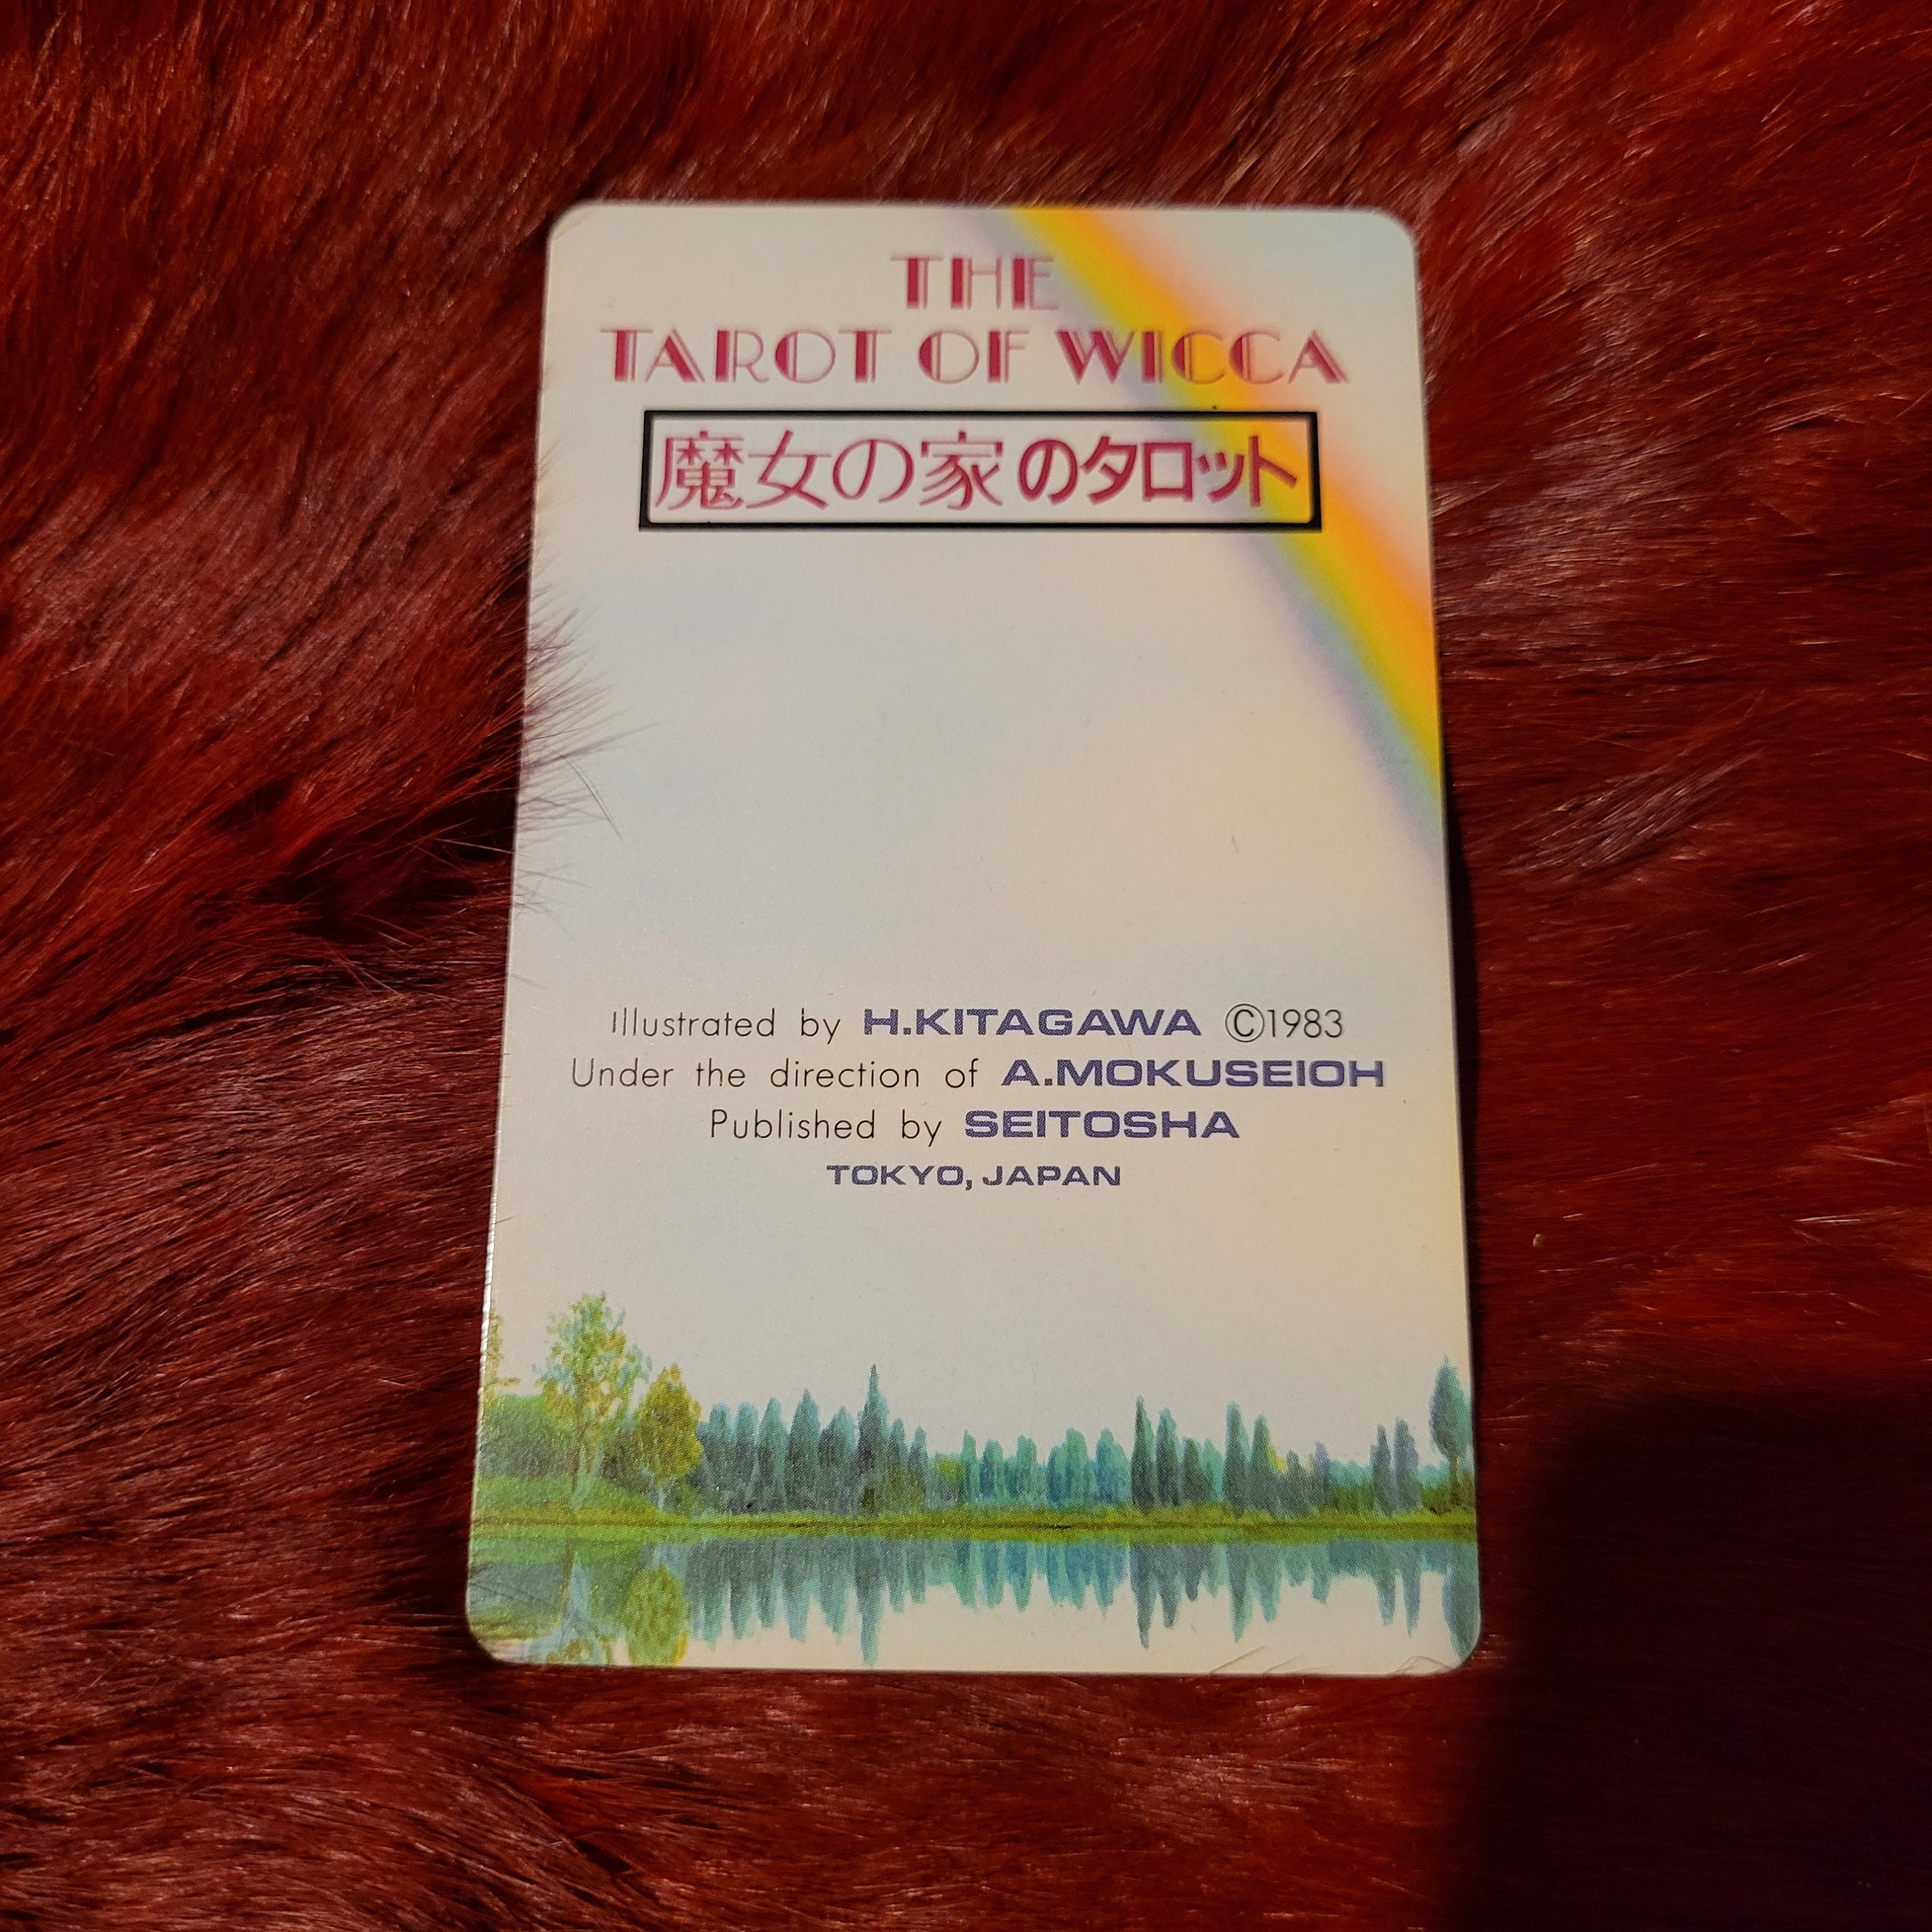 THE
TAROT OF WICCA
魔女の家のタロット
Illustrated by H.KITAGAWA ©1983
Under the direction of A.MOKUSEIOH
Published by SEITOSHA
TOKYO, JAPAN